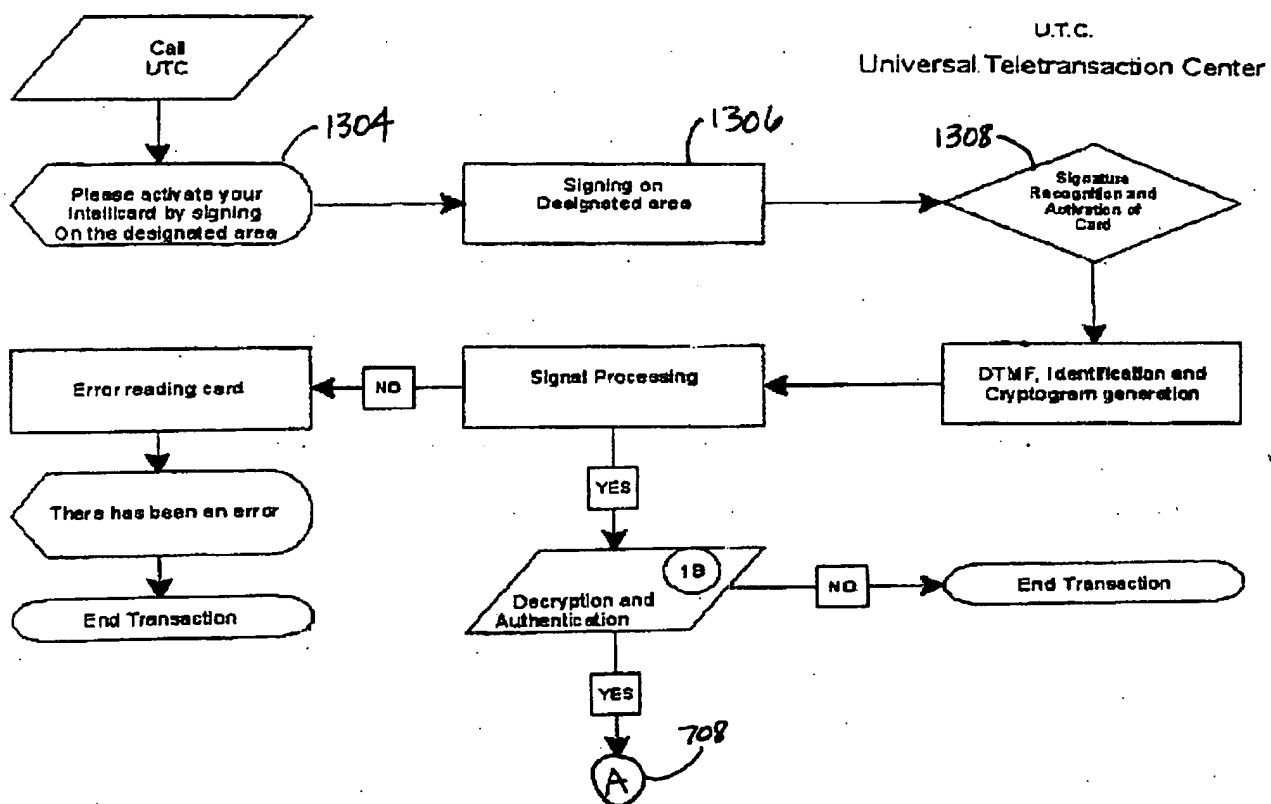 U.T.C.
Universal Teletransaction Center
Call
UTC
1304
Please activate your
Intellicard by signing
On the designated area
1306
Signing on
Designated area
1308
Signature
Recognition and
Activation of
Card
Error reading card
NO
Signal Processing
DTMF, Identification and
Cryptogram generation
There has been an error
YES
1B
Decryption and
Authentication
NO
End Transaction
End Transaction
YES
708
A